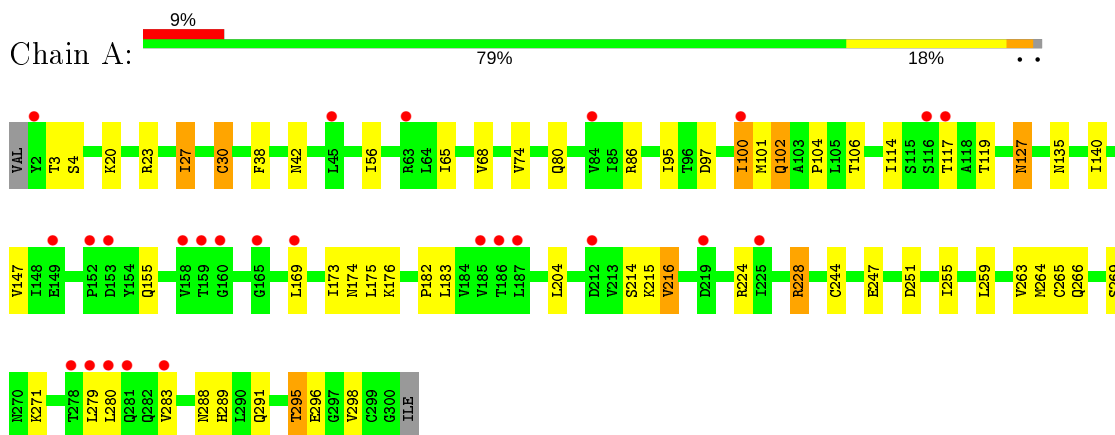 9%
Chain A:
79% 18% • •
VAL Y2 T3 S4 K20 R23 I27 C30 F38 N42 L45 I56 R63 L64 I65 V68 V74 Q80 V84 I85 R86 I95 T96 D97 I100 M101 Q102 A103 P104 L105 T106 I114 S115 S116 T117 A118 T119 N127 N135 I140
V147 I148 E149 P152 D153 Y154 Q155 V158 T159 G160 G165 L169 I173 N174 L175 K176 P182 L183 V184 V185 T186 L187 L204 D212 V213 S214 K215 V216 D219 R224 I225 R228 C244 E247 D251 I255 L259 V263 M264 C265 Q266
N270 K271 T278 L279 L280 Q281 Q282 V283 N288 H289 L290 Q291 T295 E296 G297 V298 C299 G300 ILE